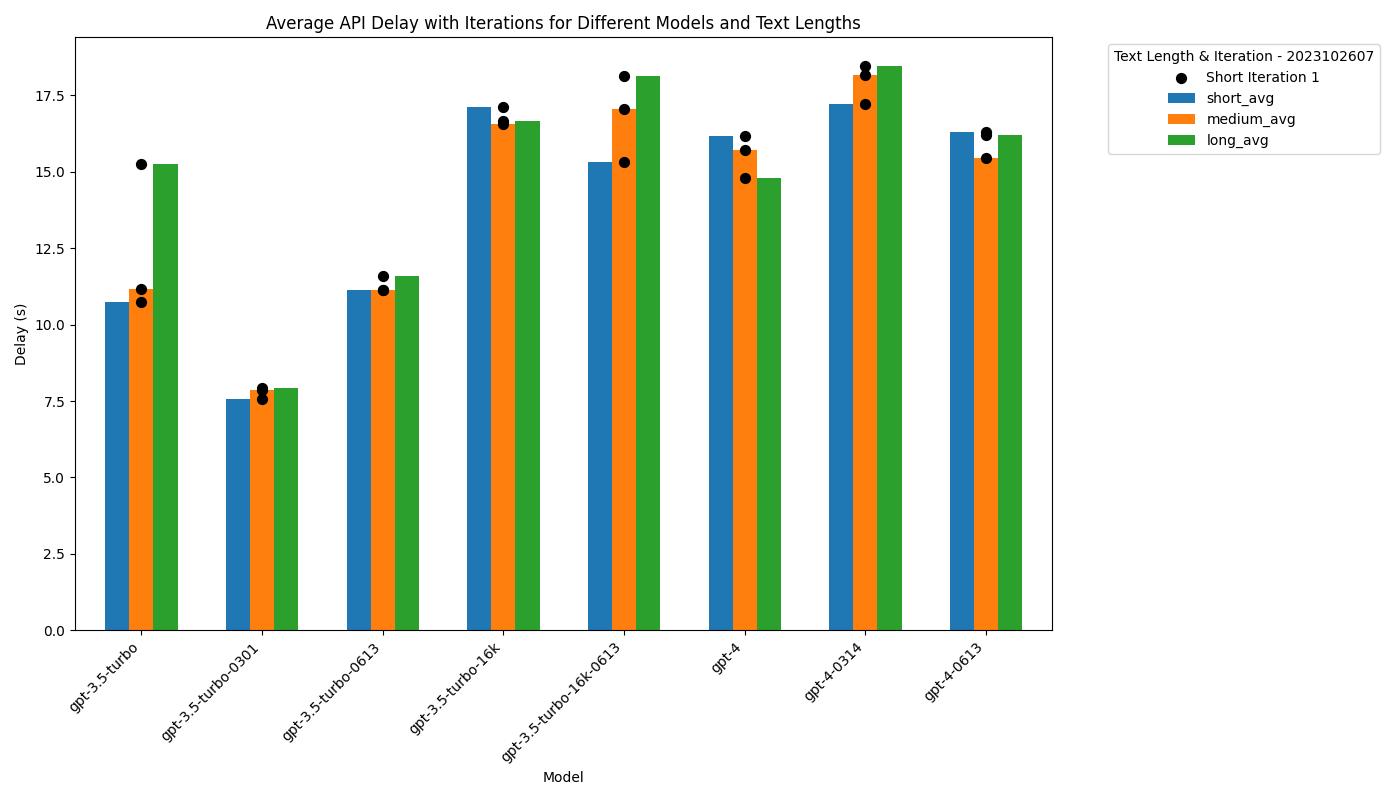 Average API Delay with Iterations for Different Models and Text Lengths
Text Length & Iteration - 2023102607
Short Iteration 1
short_avg
medium_avg
long_avg
Delay (s)
17.5
15.0
12.5
10.0
7.5
5.0
2.5
0.0
gpt-3.5-turbo
gpt-3.5-turbo-0301
gpt-3.5-turbo-0613
gpt-3.5-turbo-16k
gpt-3.5-turbo-16k-0613
gpt-4
gpt-4-0314
gpt-4-0613
Model